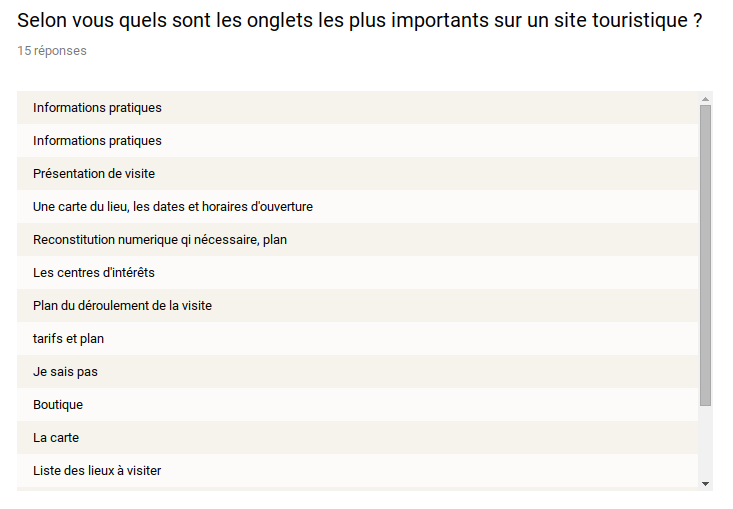 Selon vous quels sont les onglets les plus importants sur un site touristique ?
15 réponses
Informations pratiques
Informations pratiques
Présentation de visite
Une carte du lieu, les dates et horaires d'ouverture
Reconstitution numerique qi nécessaire, plan
Les centres d'intérêts
Plan du déroulement de la visite
tarifs et plan
Je sais pas
Boutique
La carte
Liste des lieux à visiter